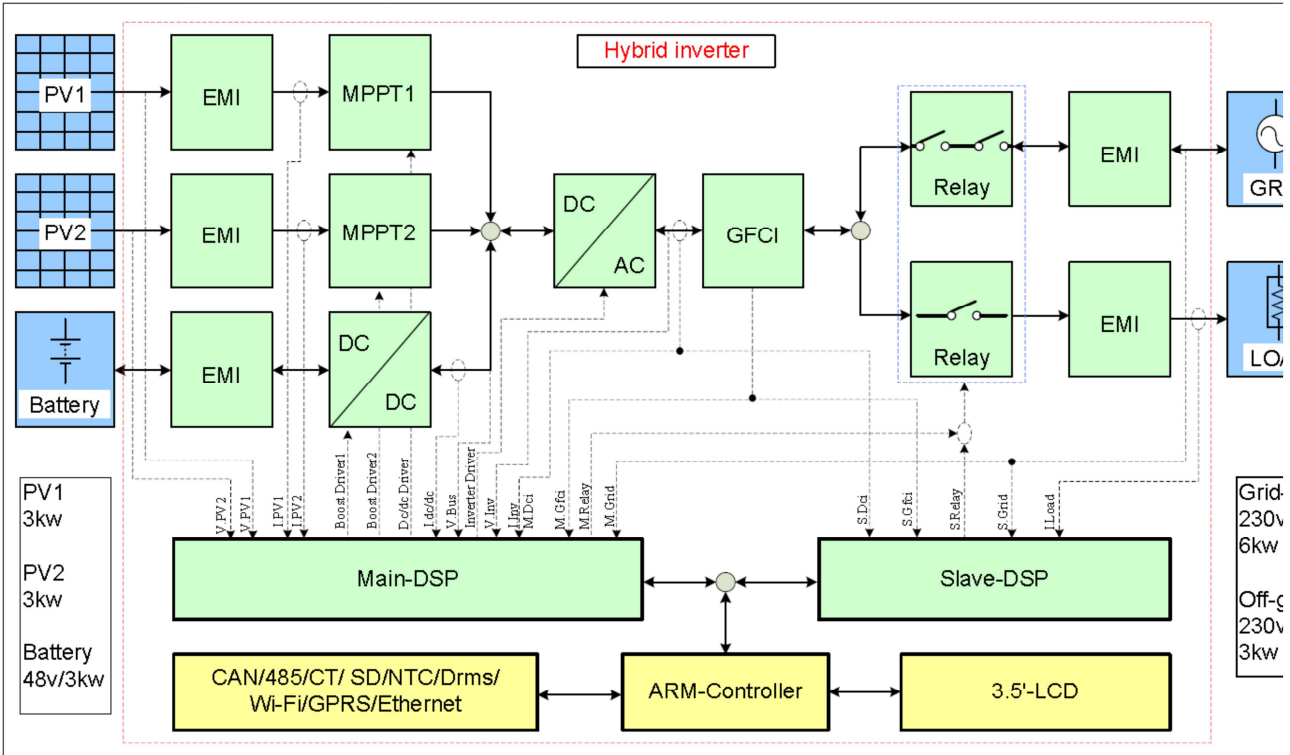 Hybrid inverter
PV1
EMI
MPPT1
PV2
EMI
MPPT2
Battery
EMI
DC
DC
DC
AC
GFCI
Relay
EMI
Relay
EMI
V.PV2
V.PV1
I.PV1
I.PV2
Boost Driver1
Boost Driver2
Dc/dc Driver
I.dc/dc
V.Bus
Inverter Driver
V.Inv
I.Inv
M.Dci
M.Gfci
M.Relay
M.Grid
S.Dci
S.Gfci
S.Relay
S.Grid
I.Load
Main-DSP
Slave-DSP
CAN/485/CT/ SD/NTC/Drms/
Wi-Fi/GPRS/Ethernet
ARM-Controller
3.5'-LCD
PV1
3kw
PV2
3kw
Battery
48v/3kw
Grid-
230v
6kw
230v
3kw